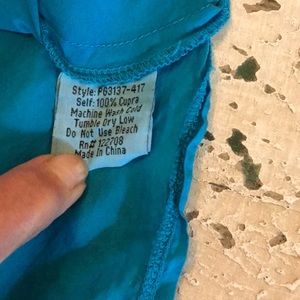 Style: P63137-417
Self: 100% Cupra
Machine Wash Cold
Tumble Dry Low
Do Not Use Bleach
Rn# 122708
Made In China